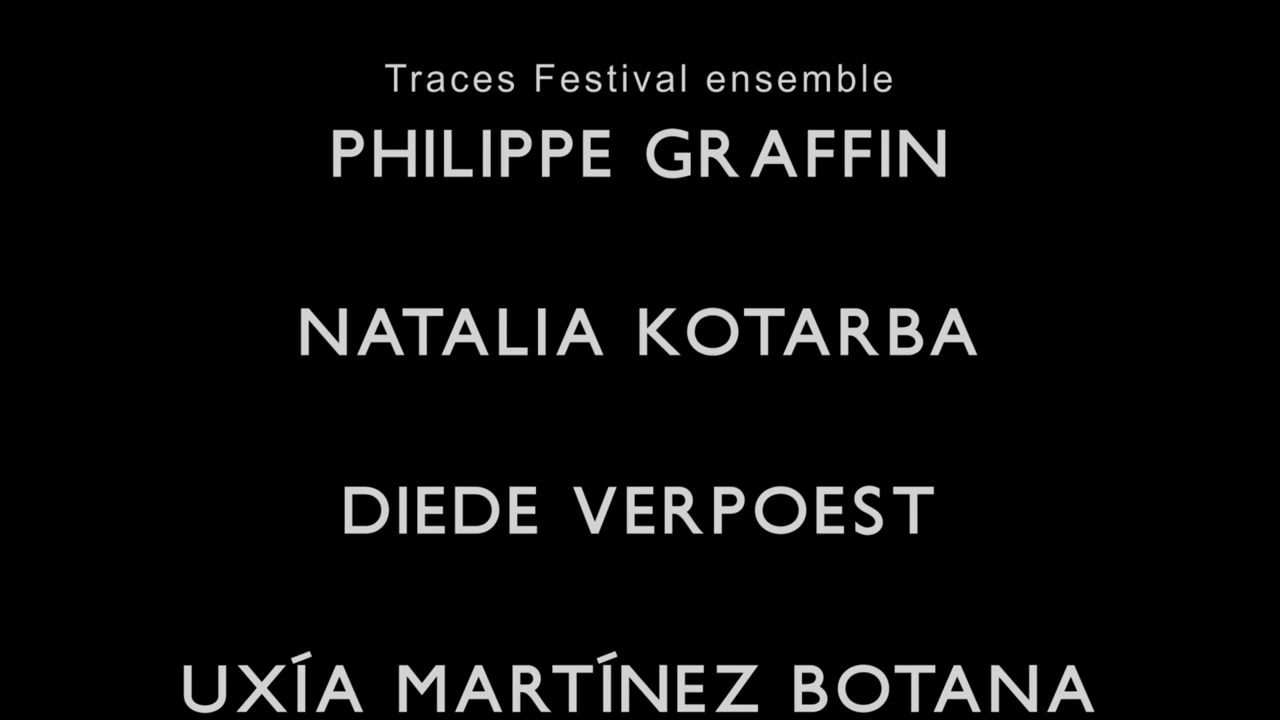 Traces Festival ensemble
PHILIPPE GRAFFIN
NATALIA KOTARBA
DIEDE VERPOEST
UXÍA MARTÍNEZ BOTANA